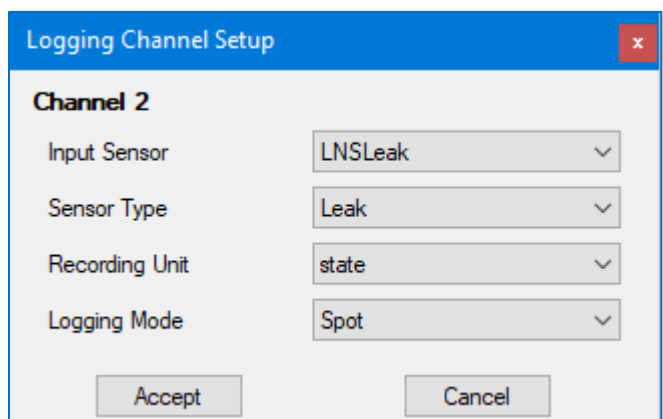 Logging Channel Setup x
Channel 2
Input Sensor LNSLeak
Sensor Type Leak
Recording Unit state
Logging Mode Spot
Accept Cancel